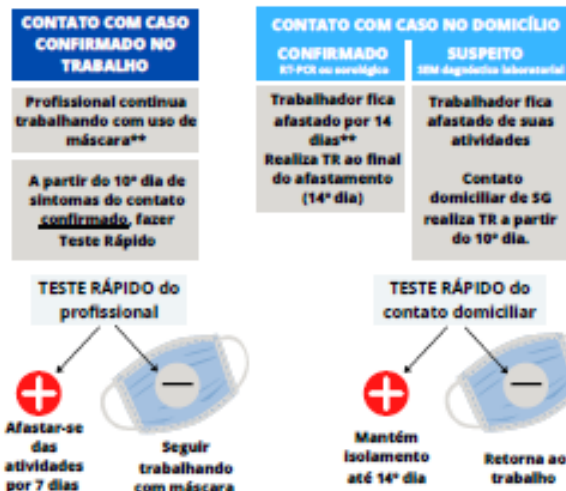 CONTATO COM CASO
CONFIRMADO NO
TRABALHO
Profissional continua
trabalhando com uso de
máscara**
A partir do 10º dia de
sintomas do contato
confirmado, fazer
Teste Rápido
TESTE RÁPIDO do
profissional
Afastar-se
das
atividades
por 7 dias
Seguir
trabalhando
com máscara
CONTATO COM CASO NO DOMICÍLIO
CONFIRMADO
RT-PCR ou sorológico
Trabalhador fica
afastado por 14
dias**
Realiza TR ao final
do afastamento
(14º dia)
SUSPEITO
SEM dagnóstico laboratorial
Trabalhador fica
afastado de suas
atividades
Contato
domiciliar de SG
realiza TR a partir
do 10º dia.
TESTE RÁPIDO do
contato domiciliar
Mantém
isolamento
até 14º dia
Retorna ao
trabalho